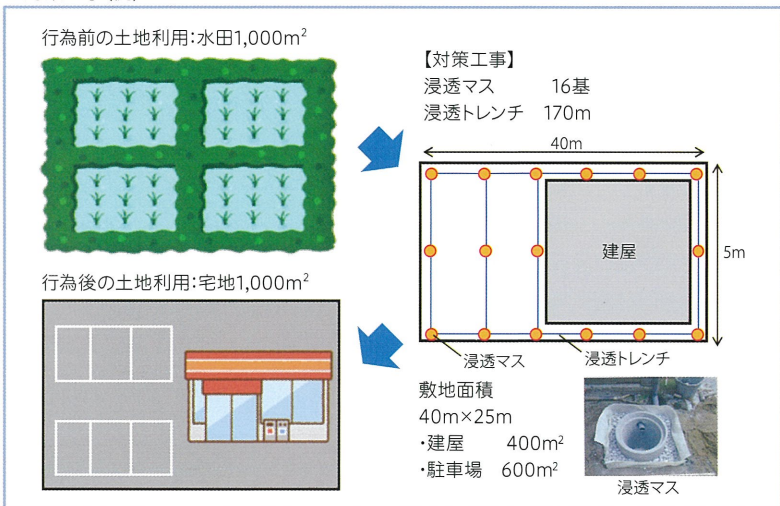 行為前の土地利用:水田1,000m²
【対策工事】
浸透マス 16基
浸透トレンチ 170m
40m
建屋
5m
浸透マス
浸透トレンチ
行為後の土地利用:宅地1,000m²
敷地面積
40m×25m
・建屋 400m²
・駐車場 600m²
浸透マス